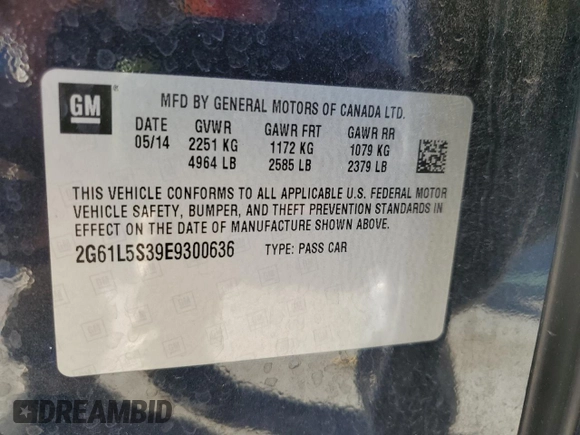 GM
MFD BY GENERAL MOTORS OF CANADA LTD.
DATE GVWR GAWR FRT GAWR RR
05/14 2251 KG 1172 KG 1079 KG
4964 LB 2585 LB 2379 LB
THIS VEHICLE CONFORMS TO ALL APPLICABLE U.S. FEDERAL MOTOR
VEHICLE SAFETY, BUMPER, AND THEFT PREVENTION STANDARDS IN
EFFECT ON THE DATE OF MANUFACTURE SHOWN ABOVE.
2G61L5S39E9300636 TYPE: PASS CAR
DREAMBID